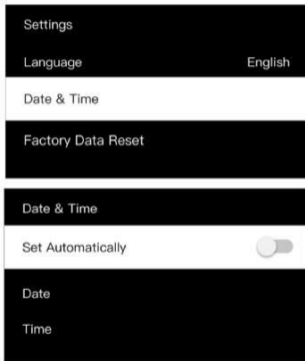 Settings
Language English
Date & Time
Factory Data Reset
Date & Time
Set Automatically
Date
Time